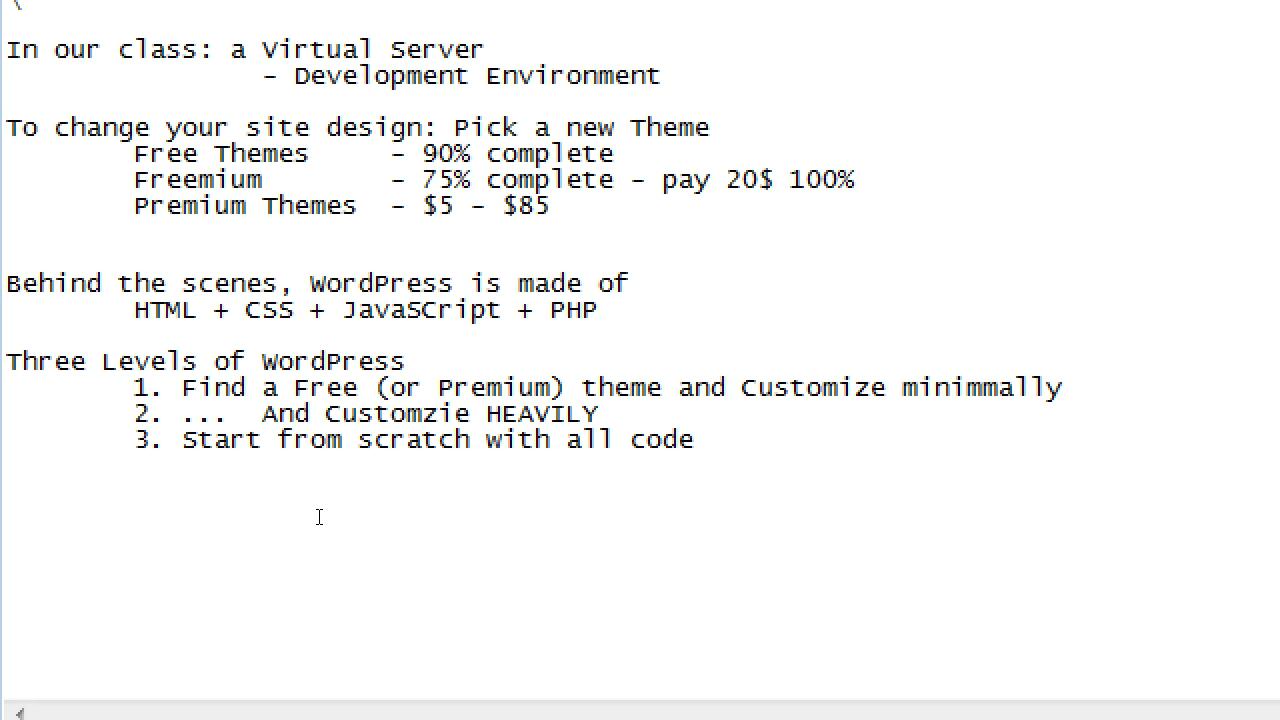 In our class: a Virtual Server
- Development Environment
To change your site design: Pick a new Theme
Free Themes - 90% complete
Freemium - 75% complete - pay 20$ 100%
Premium Themes - $5 - $85
Behind the scenes, WordPress is made of
HTML + CSS + JavaSCript + PHP
Three Levels of WordPress
1. Find a Free (or Premium) theme and Customize minimmally
2. ... And Customzie HEAVILY
3. Start from scratch with all code